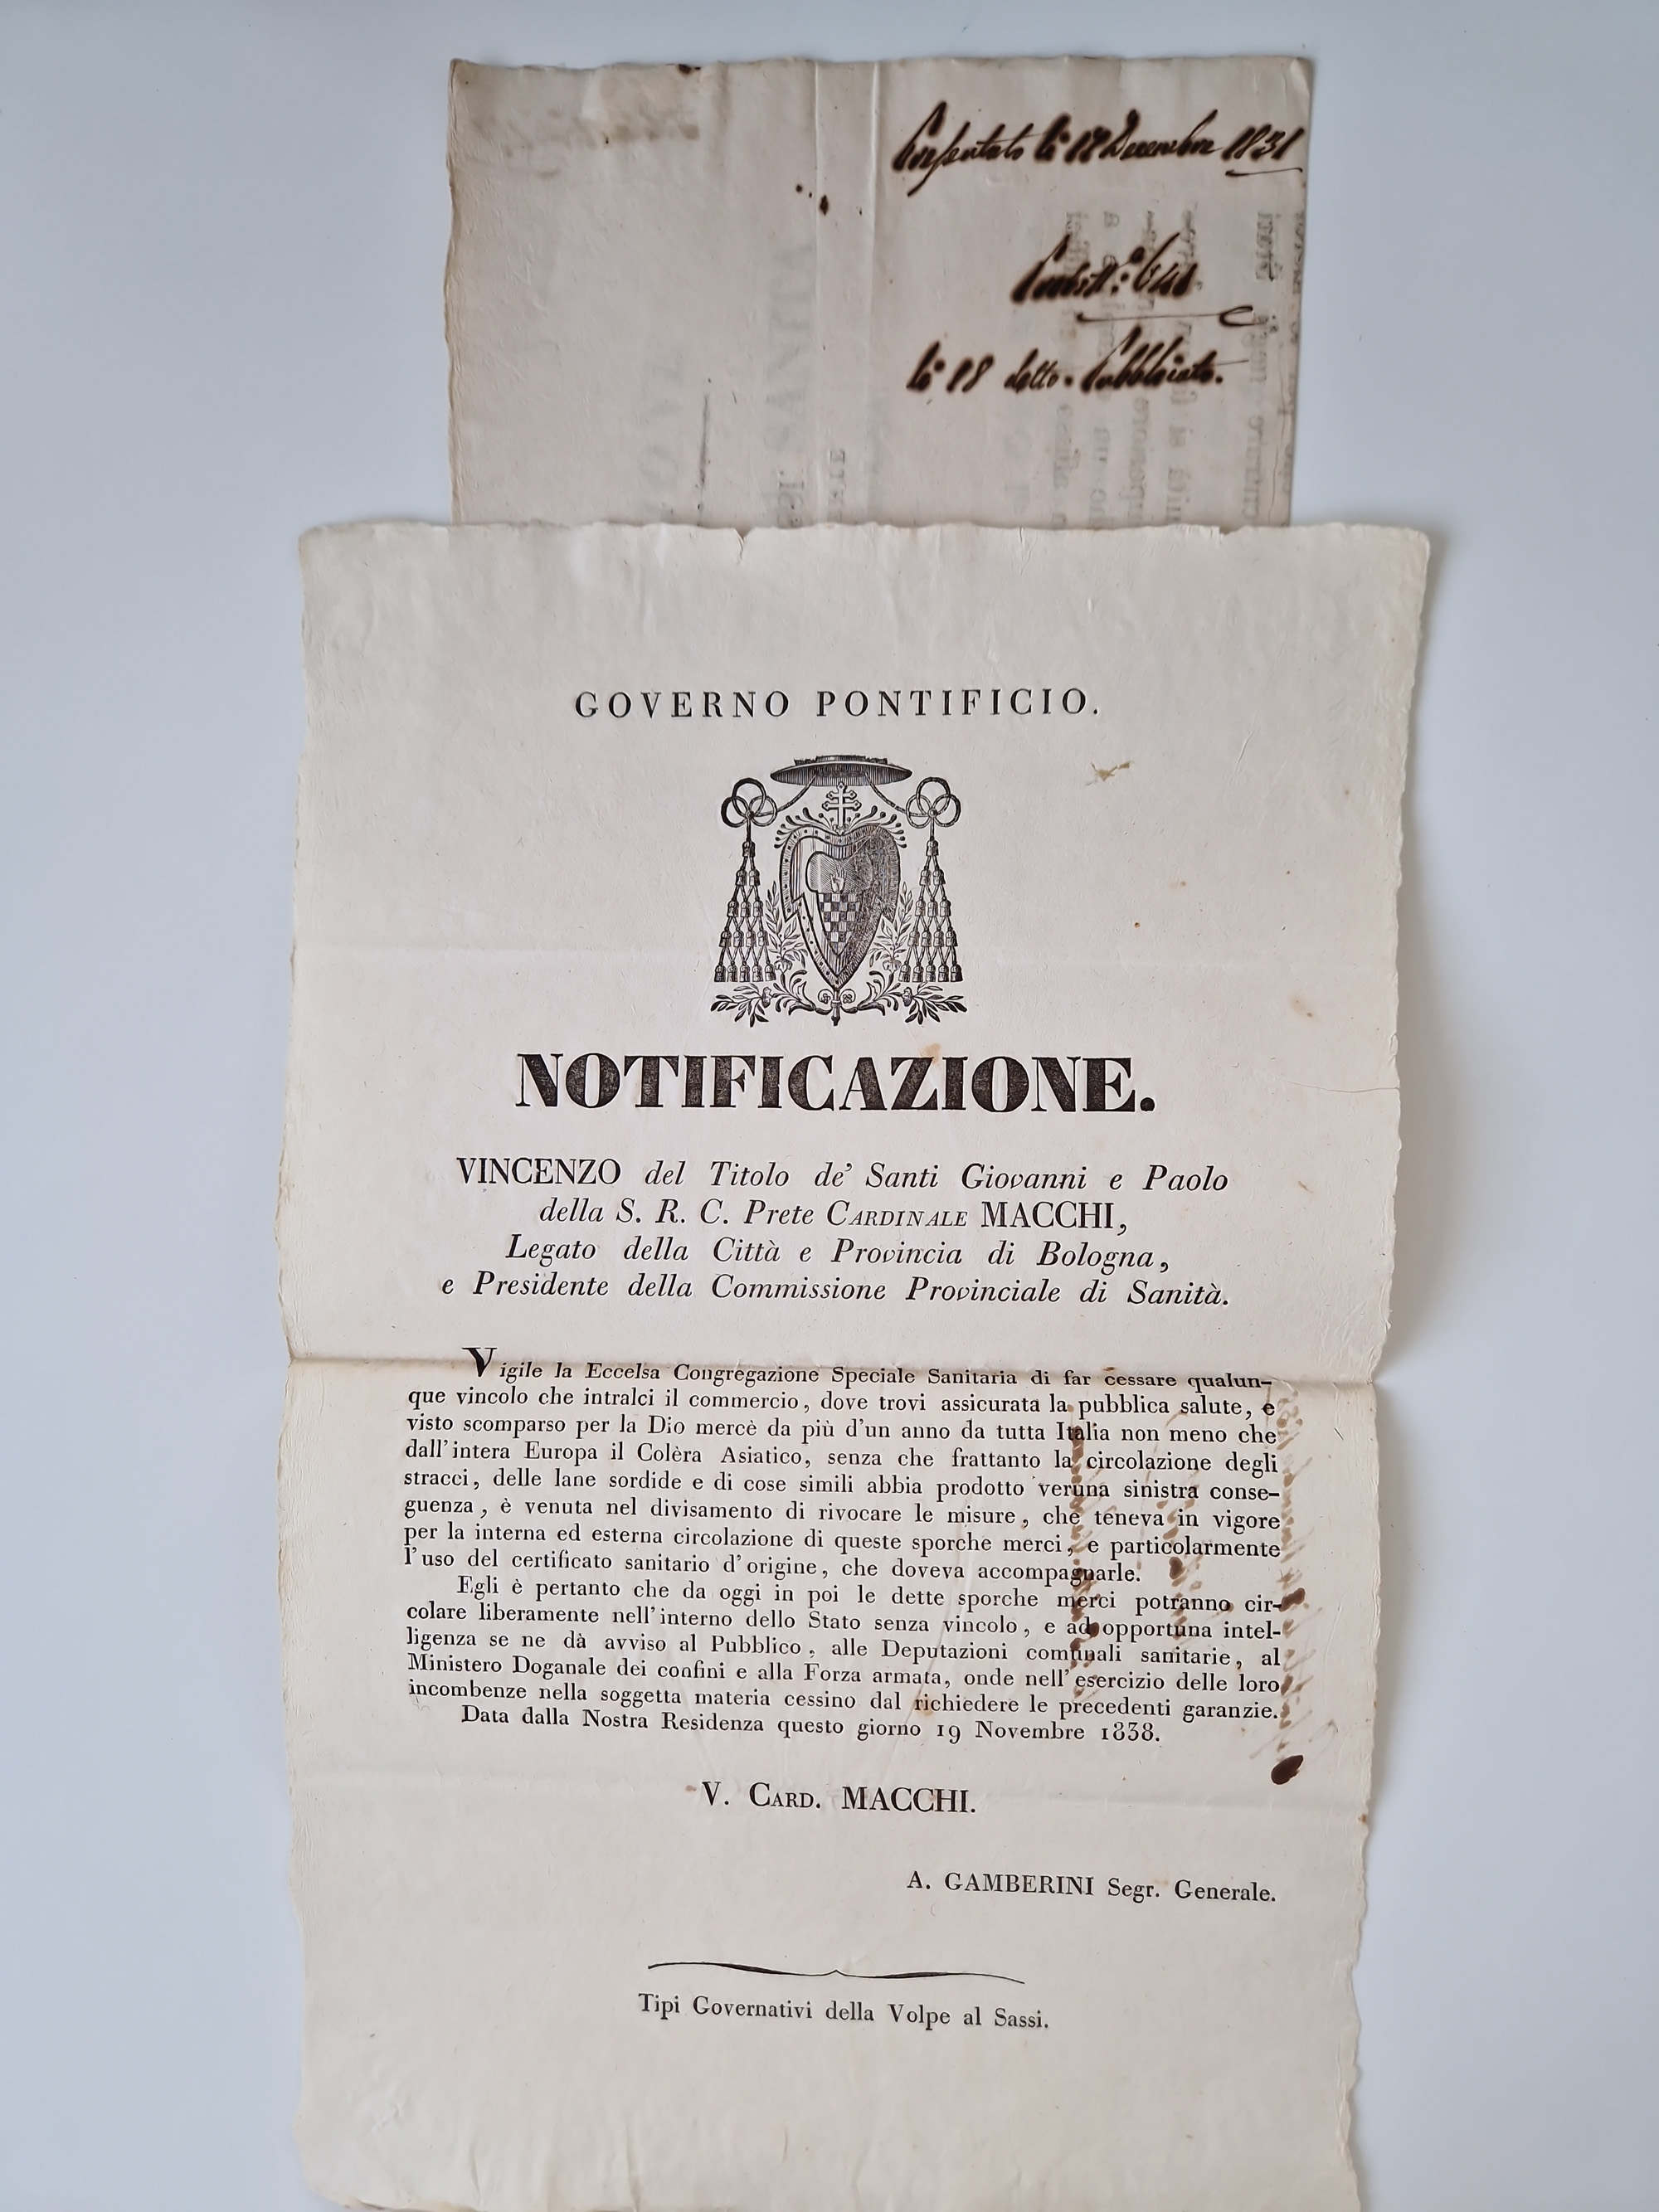 Presentato li 17 Decembre 1831
li 18 detto. Pubblicato.
GOVERNO PONTIFICIO.
NOTIFICAZIONE.
VINCENZO del Titolo de' Santi Giovanni e Paolo
della S. R. C. Prete CARDINALE MACCHI,
Legato della Città e Provincia di Bologna,
e Presidente della Commissione Provinciale di Sanità.
Vigile la Eccelsa Congregazione Speciale Sanitaria di far cessare qualun-
que vincolo che intralci il commercio, dove trovi assicurata la pubblica salute, e
visto scomparso per la Dio mercè da più d'un anno da tutta Italia non meno che
dall'intera Europa il Colèra Asiatico, senza che frattanto la circolazione degli
stracci, delle lane sordide e di cose simili abbia prodotto veruna sinistra conse-
guenza, è venuta nel divisamento di rivocare le misure, che teneva in vigore
per la interna ed esterna circolazione di queste sporche merci, e particolarmente
l'uso del certificato sanitario d'origine, che doveva accompagnarle.
Egli è pertanto che da oggi in poi le dette sporche merci potranno cir-
colare liberamente nell'interno dello Stato senza vincolo, e ad opportuna intel-
ligenza se ne dà avviso al Pubblico, alle Deputazioni comunali sanitarie, al
Ministero Doganale dei confini e alla Forza armata, onde nell'esercizio delle loro
incombenze nella soggetta materia cessino dal richiedere le precedenti garanzie.
Data dalla Nostra Residenza questo giorno 19 Novembre 1838.
V. CARD. MACCHI.
A. GAMBERINI Segr. Generale.
Tipi Governativi della Volpe al Sassi.